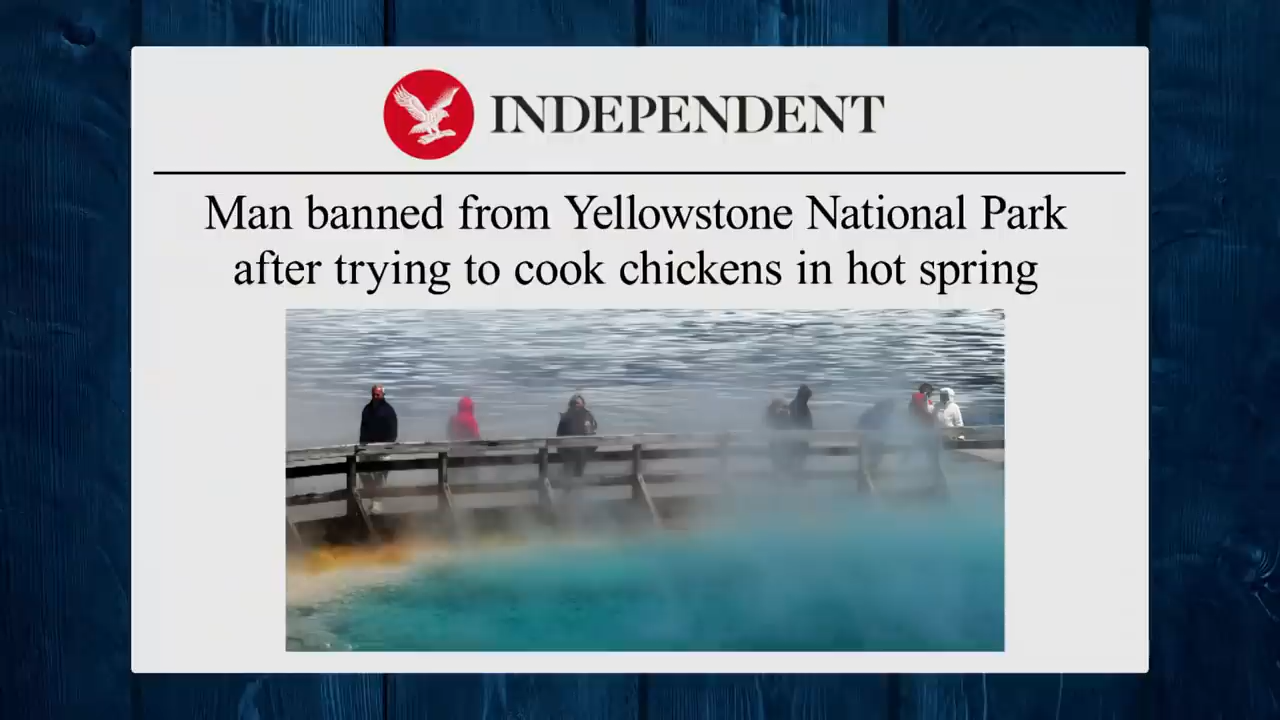 INDEPENDENT
Man banned from Yellowstone National Park
after trying to cook chickens in hot spring